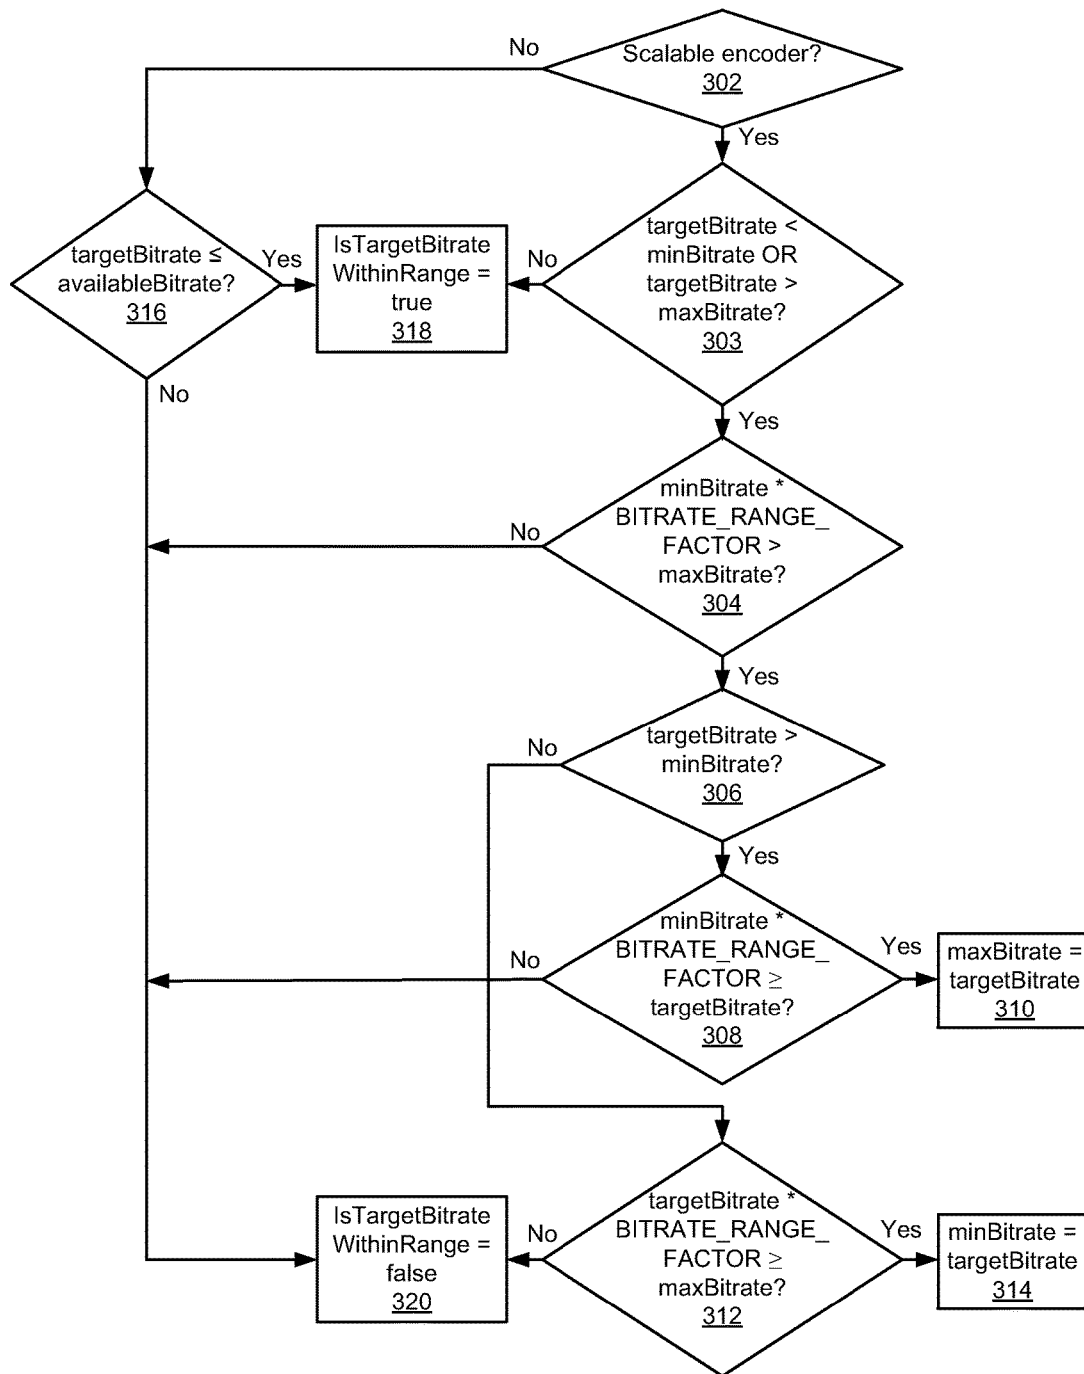 No
Scalable encoder?
302
Yes
targetBitrate ≤
availableBitrate?
316
Yes
IsTargetBitrate
WithinRange =
true
318
No
targetBitrate <
minBitrate OR
targetBitrate >
maxBitrate?
303
No
Yes
minBitrate *
BITRATE_RANGE_
FACTOR >
maxBitrate?
304
No
Yes
targetBitrate >
minBitrate?
306
No
Yes
minBitrate *
BITRATE_RANGE_
FACTOR ≥
targetBitrate?
308
No
Yes
maxBitrate =
targetBitrate
310
targetBitrate *
BITRATE_RANGE_
FACTOR ≥
maxBitrate?
312
No
IsTargetBitrate
WithinRange =
false
320
Yes
minBitrate =
targetBitrate
314